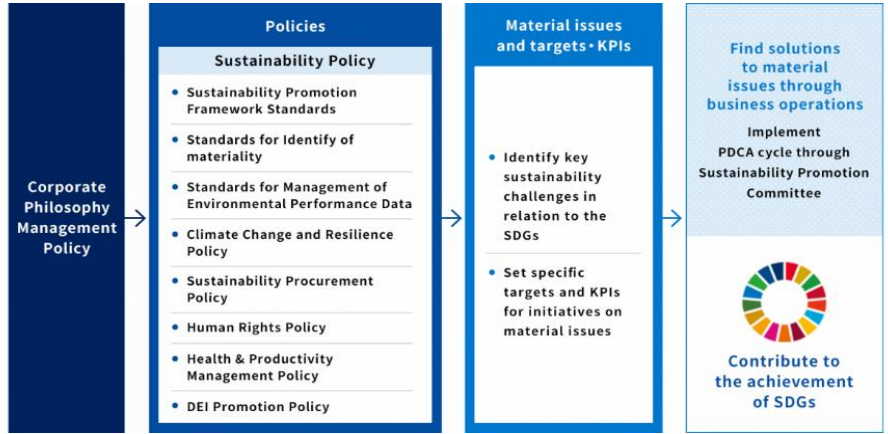 Corporate
Philosophy
Management
Policy
Policies
Sustainability Policy
• Sustainability Promotion
Framework Standards
• Standards for Identify of
materiality
• Standards for Management of
Environmental Performance Data
• Climate Change and Resilience
Policy
• Sustainability Procurement
Policy
• Human Rights Policy
• Health & Productivity
Management Policy
• DEI Promotion Policy
Material issues
and targets・KPIs
• Identify key
sustainability
challenges in
relation to the
SDGs
• Set specific
targets and KPIs
for initiatives on
material issues
Find solutions
to material
issues through
business operations
Implement
PDCA cycle through
Sustainability Promotion
Committee
Contribute to
the achievement
of SDGs